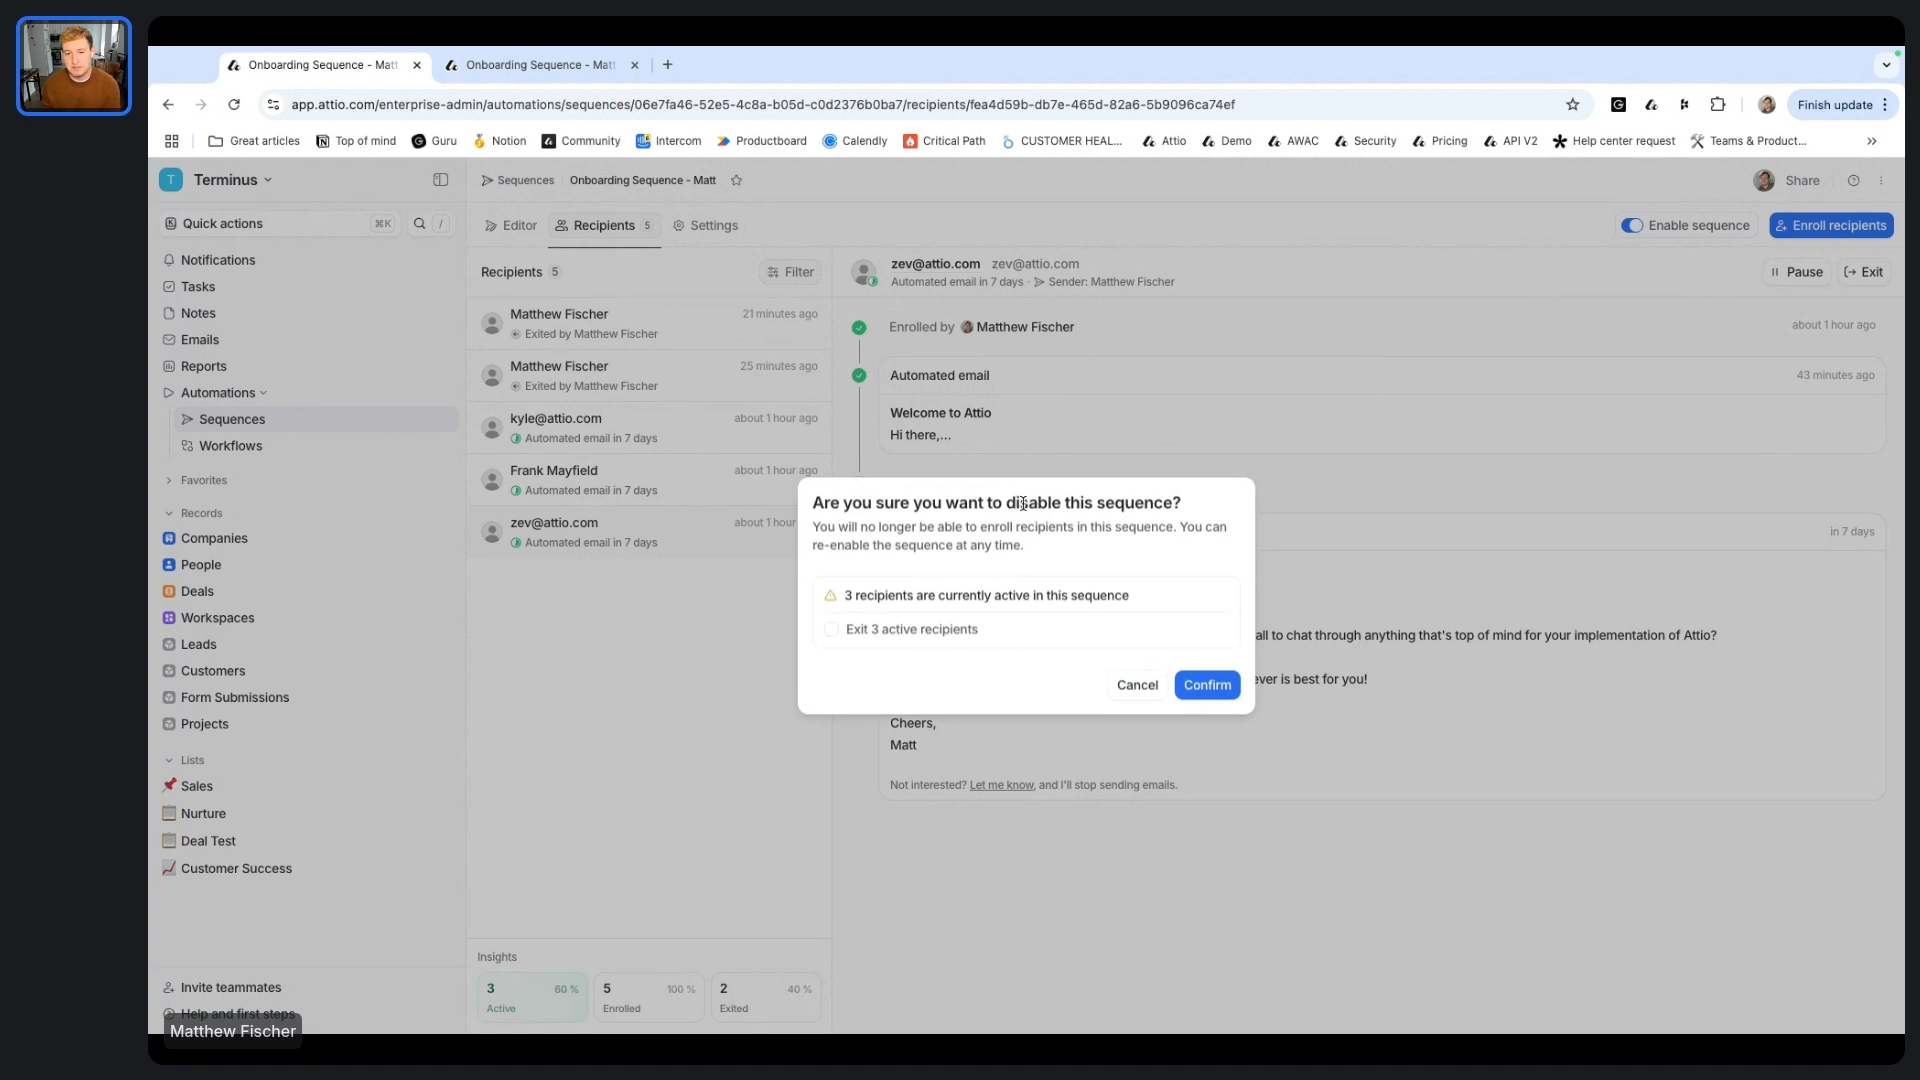 Onboarding Sequence - Matt
Onboarding Sequence - Matt
app.attio.com/enterprise-admin/automations/sequences/06e7fa46-52e5-4c8a-b05d-c0d2376b0ba7/recipients/fea4d59b-db7e-465d-82a6-5b9096ca74ef
Finish update
Great articles
Top of mind
Guru
Notion
Community
Intercom
Productboard
Calendly
Critical Path
CUSTOMER HEAL...
Attio
Demo
AWAC
Security
Pricing
API V2
Help center request
Teams & Product...
T Terminus
Sequences
Onboarding Sequence - Matt
Share
Quick actions
⌘K
/
Editor
Recipients 5
Settings
Enable sequence
Enroll recipients
Notifications
Tasks
Notes
Emails
Reports
Automations
Sequences
Workflows
Favorites
Records
Companies
People
Deals
Workspaces
Leads
Customers
Form Submissions
Projects
Lists
Sales
Nurture
Deal Test
Customer Success
Invite teammates
Help and first steps
Matthew Fischer
Recipients 5
Filter
Matthew Fischer 21 minutes ago
Exited by Matthew Fischer
Matthew Fischer 25 minutes ago
Exited by Matthew Fischer
kyle@attio.com about 1 hour ago
Automated email in 7 days
Frank Mayfield about 1 hour ago
Automated email in 7 days
zev@attio.com about 1 hour
Automated email in 7 days
Insights
3 60 %
Active
5 100 %
Enrolled
2 40 %
Exited
zev@attio.com zev@attio.com
Automated email in 7 days · Sender: Matthew Fischer
Pause
Exit
Enrolled by Matthew Fischer about 1 hour ago
Automated email 43 minutes ago
Welcome to Attio
Hi there,...
in 7 days
all to chat through anything that's top of mind for your implementation of Attio?
ever is best for you!
Cheers,
Matt
Not interested? Let me know, and I'll stop sending emails.
Are you sure you want to disable this sequence?
You will no longer be able to enroll recipients in this sequence. You can
re-enable the sequence at any time.
3 recipients are currently active in this sequence
Exit 3 active recipients
Cancel
Confirm